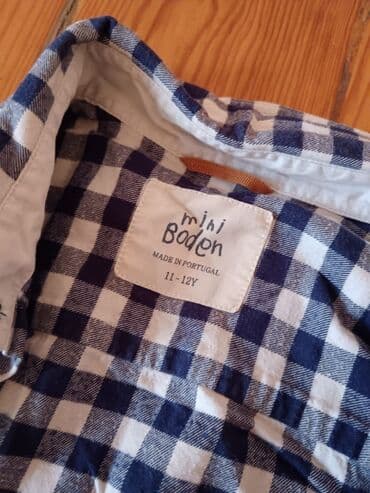 mini
Boden
MADE IN PORTUGAL
11-12Y